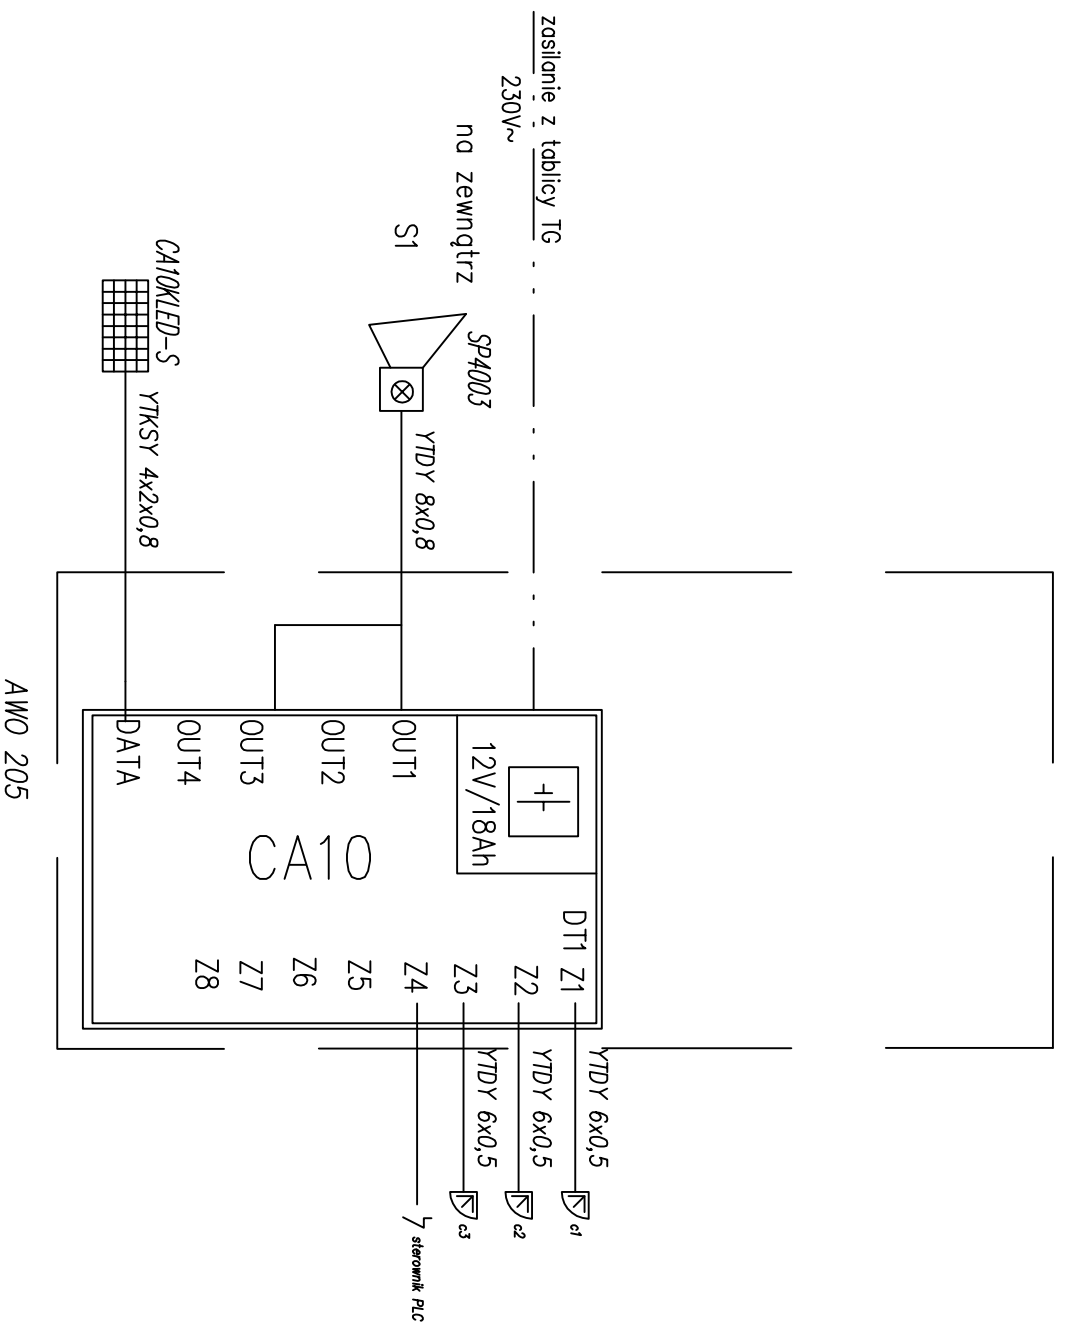 zasilanie z tablicy TG
230V~
na zewnątrz
S1
SP4003
YTDY 8x0,8
CA10KLED-S
YTKSY 4x2x0,8
AWO 205
12V/18Ah
OUT1
OUT2
OUT3
OUT4
DATA
CA10
DT1 Z1
Z2
Z3
Z4
Z5
Z6
Z7
Z8
YTDY 6x0,5
YTDY 6x0,5
YTDY 6x0,5
c1
c2
c3
sterownik PLC